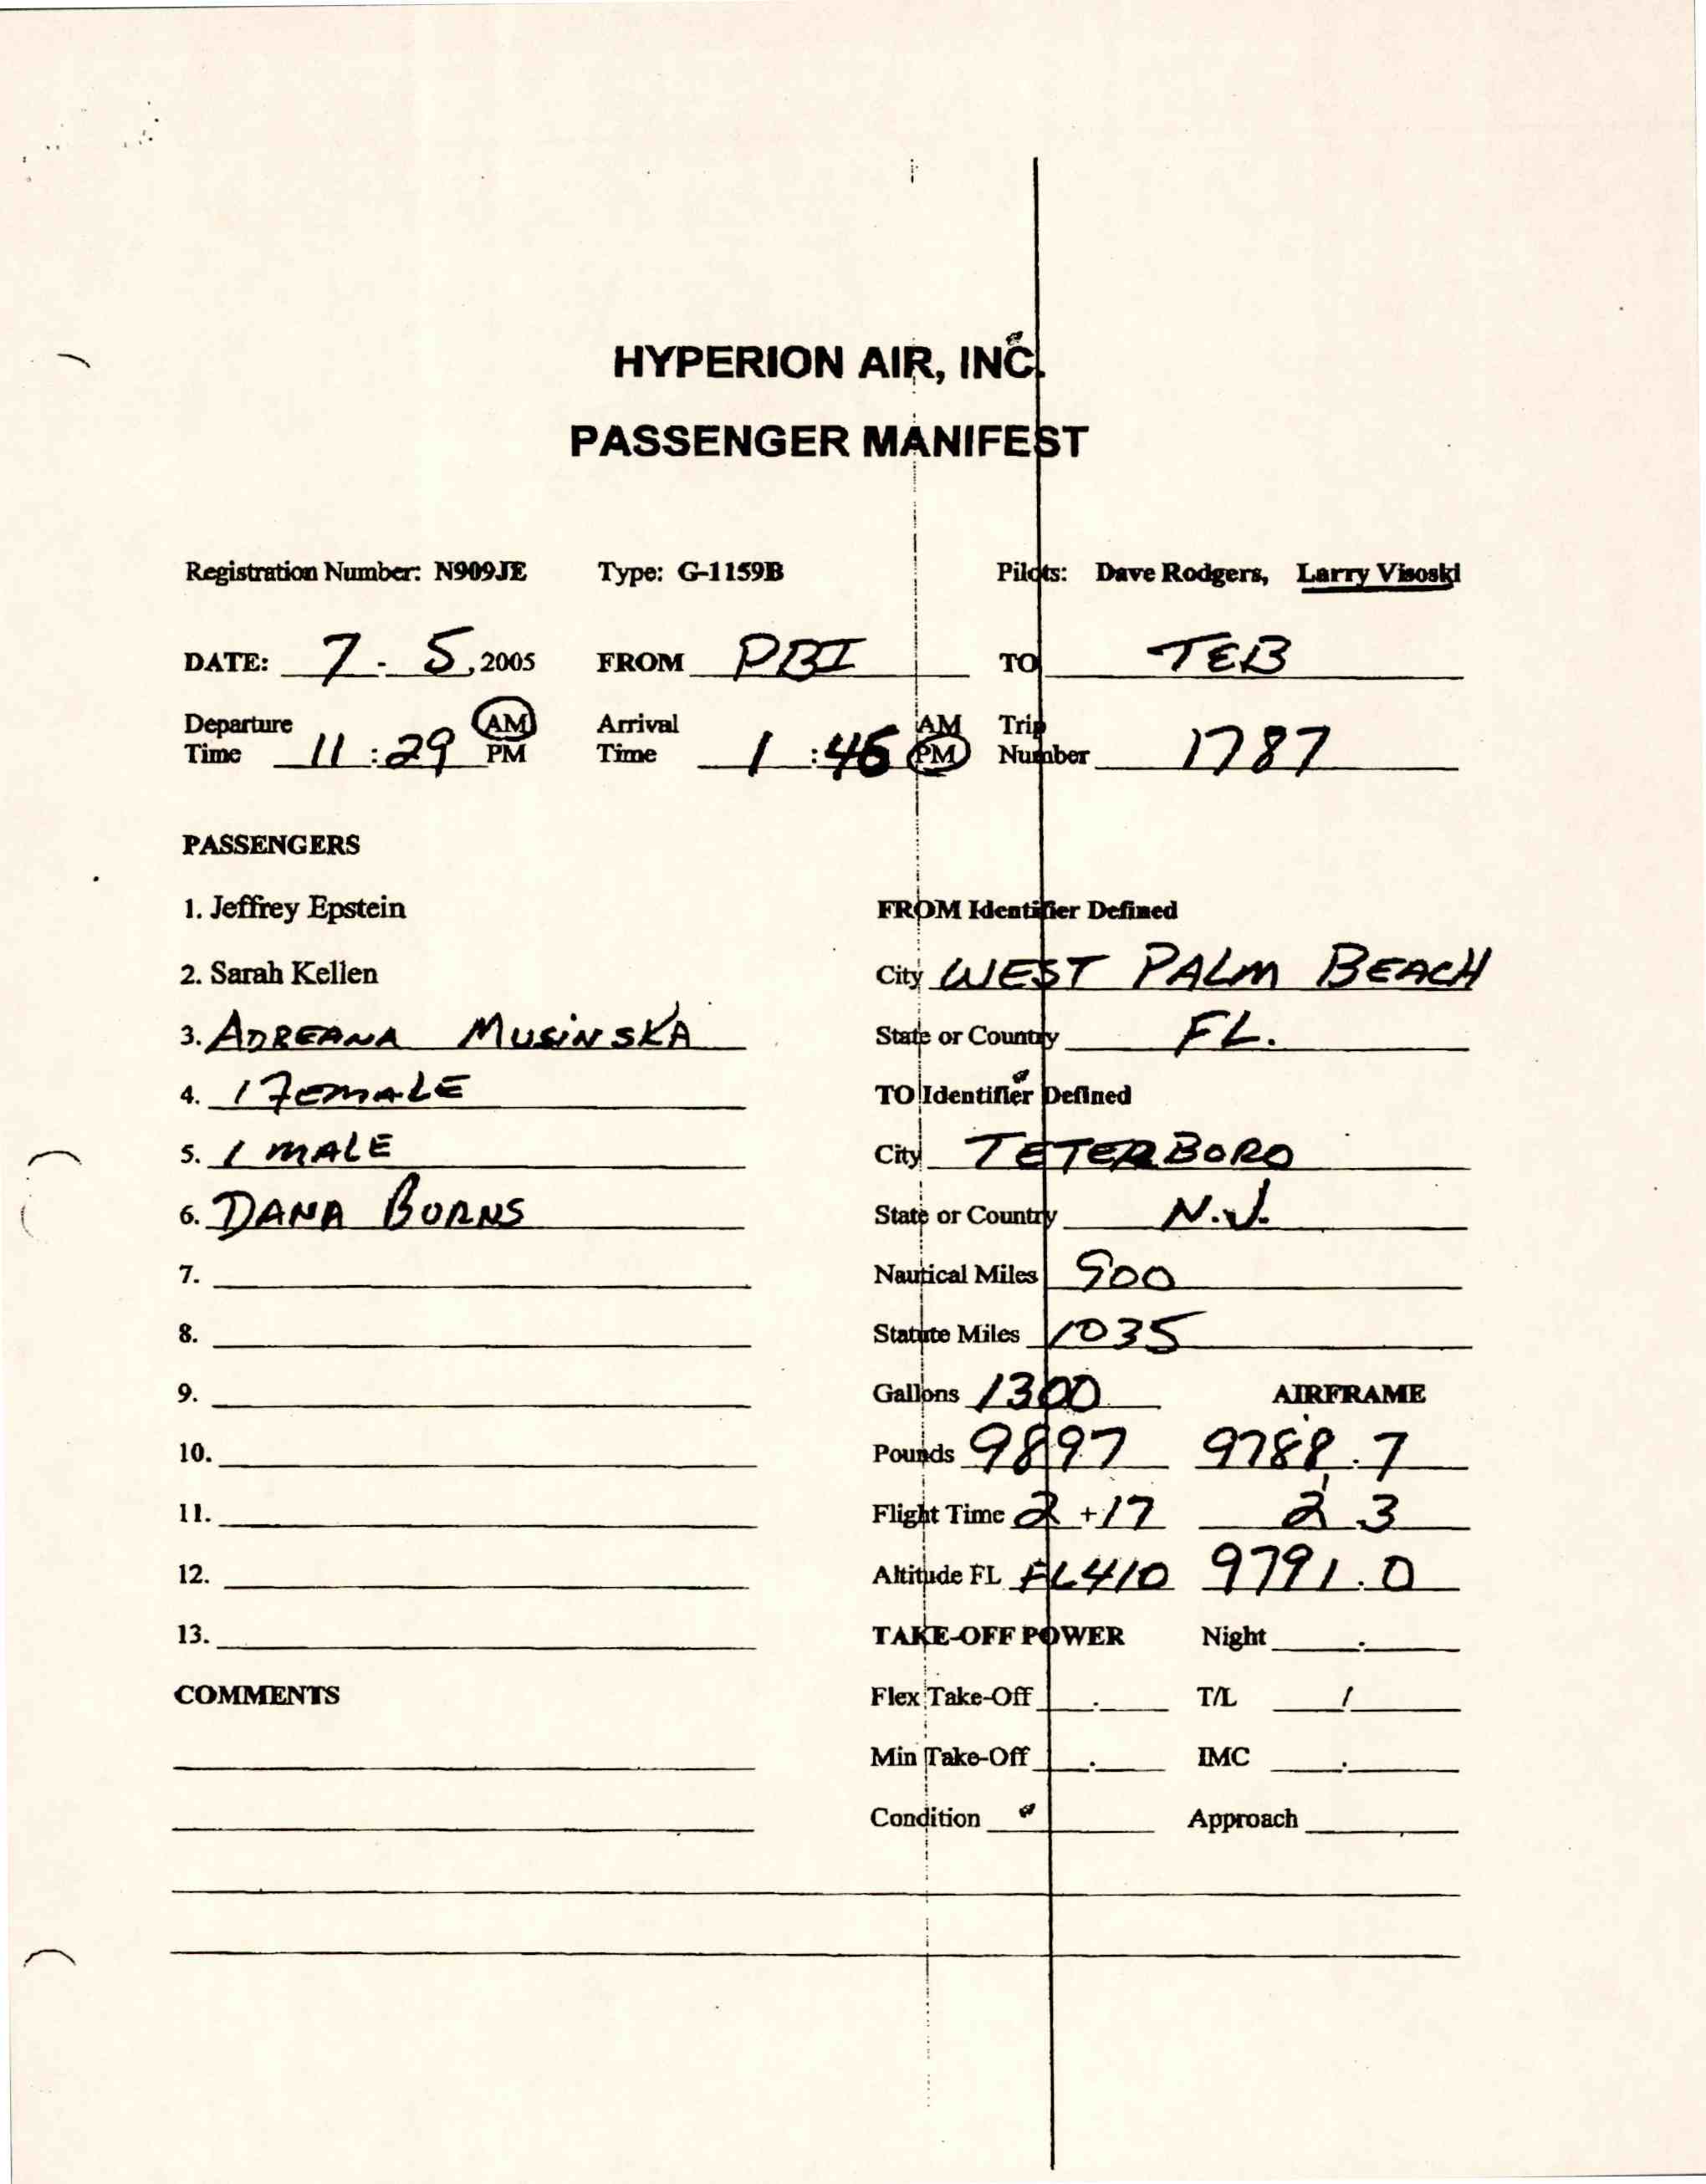 HYPERION AIR, INC.
PASSENGER MANIFEST
Registration Number: N909JE Type: G-1159B Pilots: Dave Rodgers, Larry Visoski
DATE: 7 - 5, 2005 FROM PBI TO TEB
Departure Time 11:29 AM PM Arrival Time 1:46 AM PM Trip Number 1787
PASSENGERS
1. Jeffrey Epstein FROM Identifier Defined
2. Sarah Kellen City WEST PALM BEACH
3. ADREANA MUSINSKA State or Country FL.
4. 1 FEMALE TO Identifier Defined
5. 1 MALE City TETERBORO
6. DANA BURNS State or Country N.J.
7. Nautical Miles 900
8. Statute Miles 1035
9. Gallons 1300 AIRFRAME
10. Pounds 9897 9788.7
11. Flight Time 2+17 2.3
12. Altitude FL FL410 9791.0
13. TAKE-OFF POWER Night .
COMMENTS Flex Take-Off . T/L /
Min Take-Off . IMC .
Condition Approach